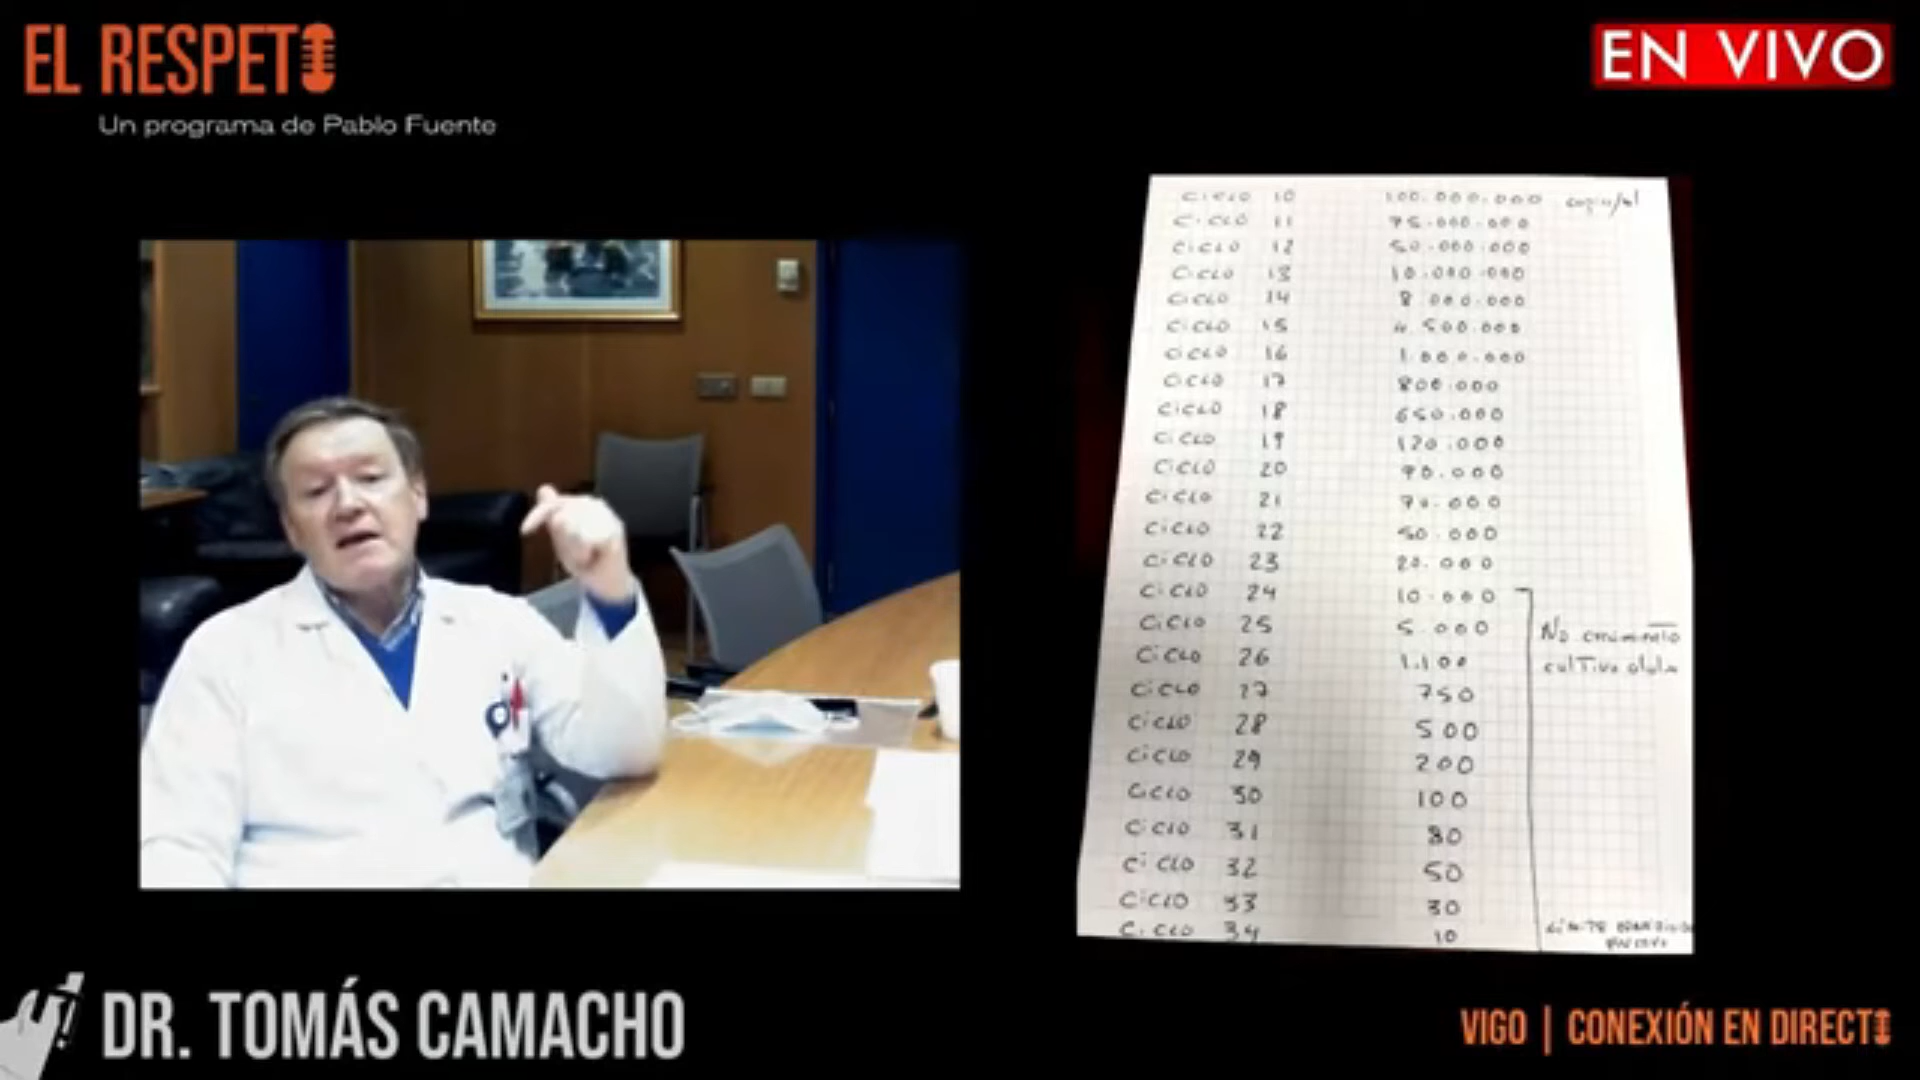 EL RESPETO
Un programa de Pablo Fuente
EN VIVO
CICLO 10 100.000.000 copias/ml
CICLO 11 75.000.000
CICLO 12 50.000.000
CICLO 13 10.000.000
CICLO 14 8.000.000
CICLO 15 4.500.000
CICLO 16 1.000.000
CICLO 17 800.000
CICLO 18 650.000
CICLO 19 120.000
CICLO 20 90.000
CICLO 21 70.000
CICLO 22 50.000
CICLO 23 20.000
CICLO 24 10.000
CICLO 25 5.000 No crecimiento
CICLO 26 1.100 cultivo
CICLO 27 750
CICLO 28 500
CICLO 29 200
CICLO 30 100
CICLO 31 80
CICLO 32 50
CICLO 33 30
CICLO 34 10
DR. TOMÁS CAMACHO
VIGO | CONEXIÓN EN DIRECTO